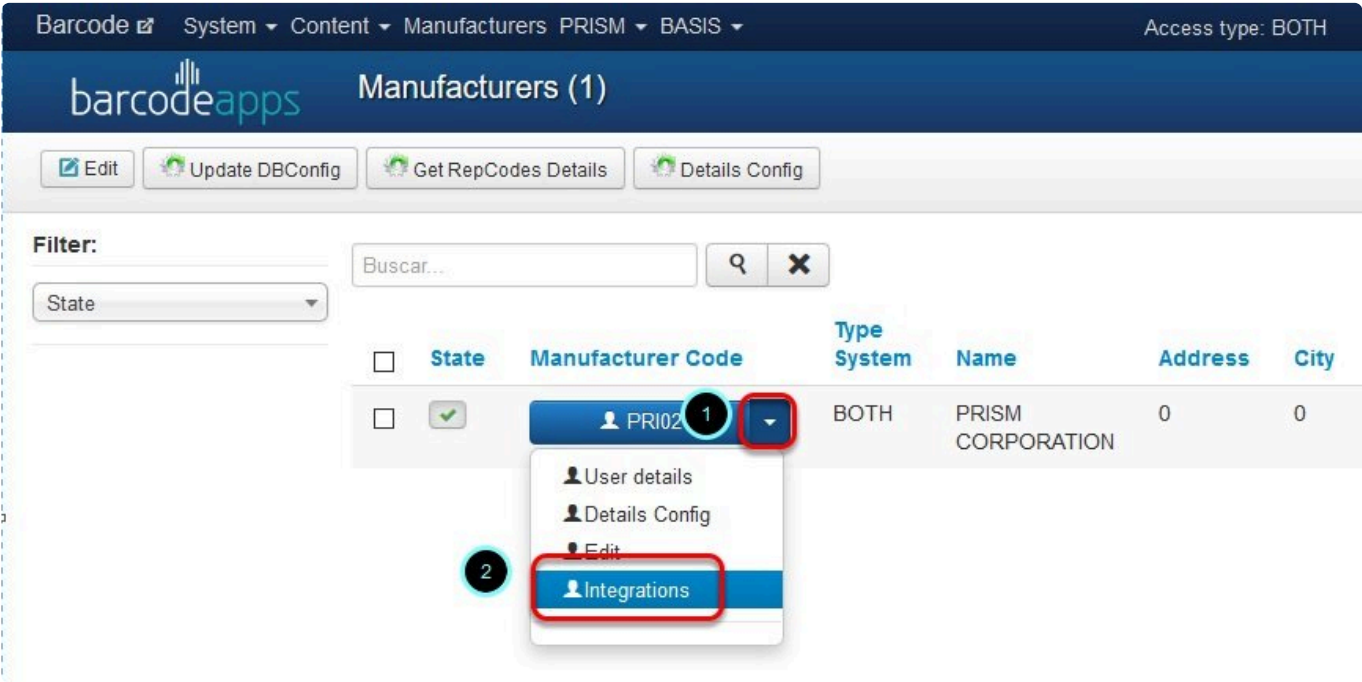 Barcode System Content Manufacturers PRISM BASIS Access type: BOTH
barcodeapps Manufacturers (1)
Edit Update DBConfig Get RepCodes Details Details Config
Filter:
Buscar...
State
Type
State Manufacturer Code System Name Address City
PRI02 1 BOTH PRISM 0 0
CORPORATION
User details
Details Config
Edit
2 Integrations